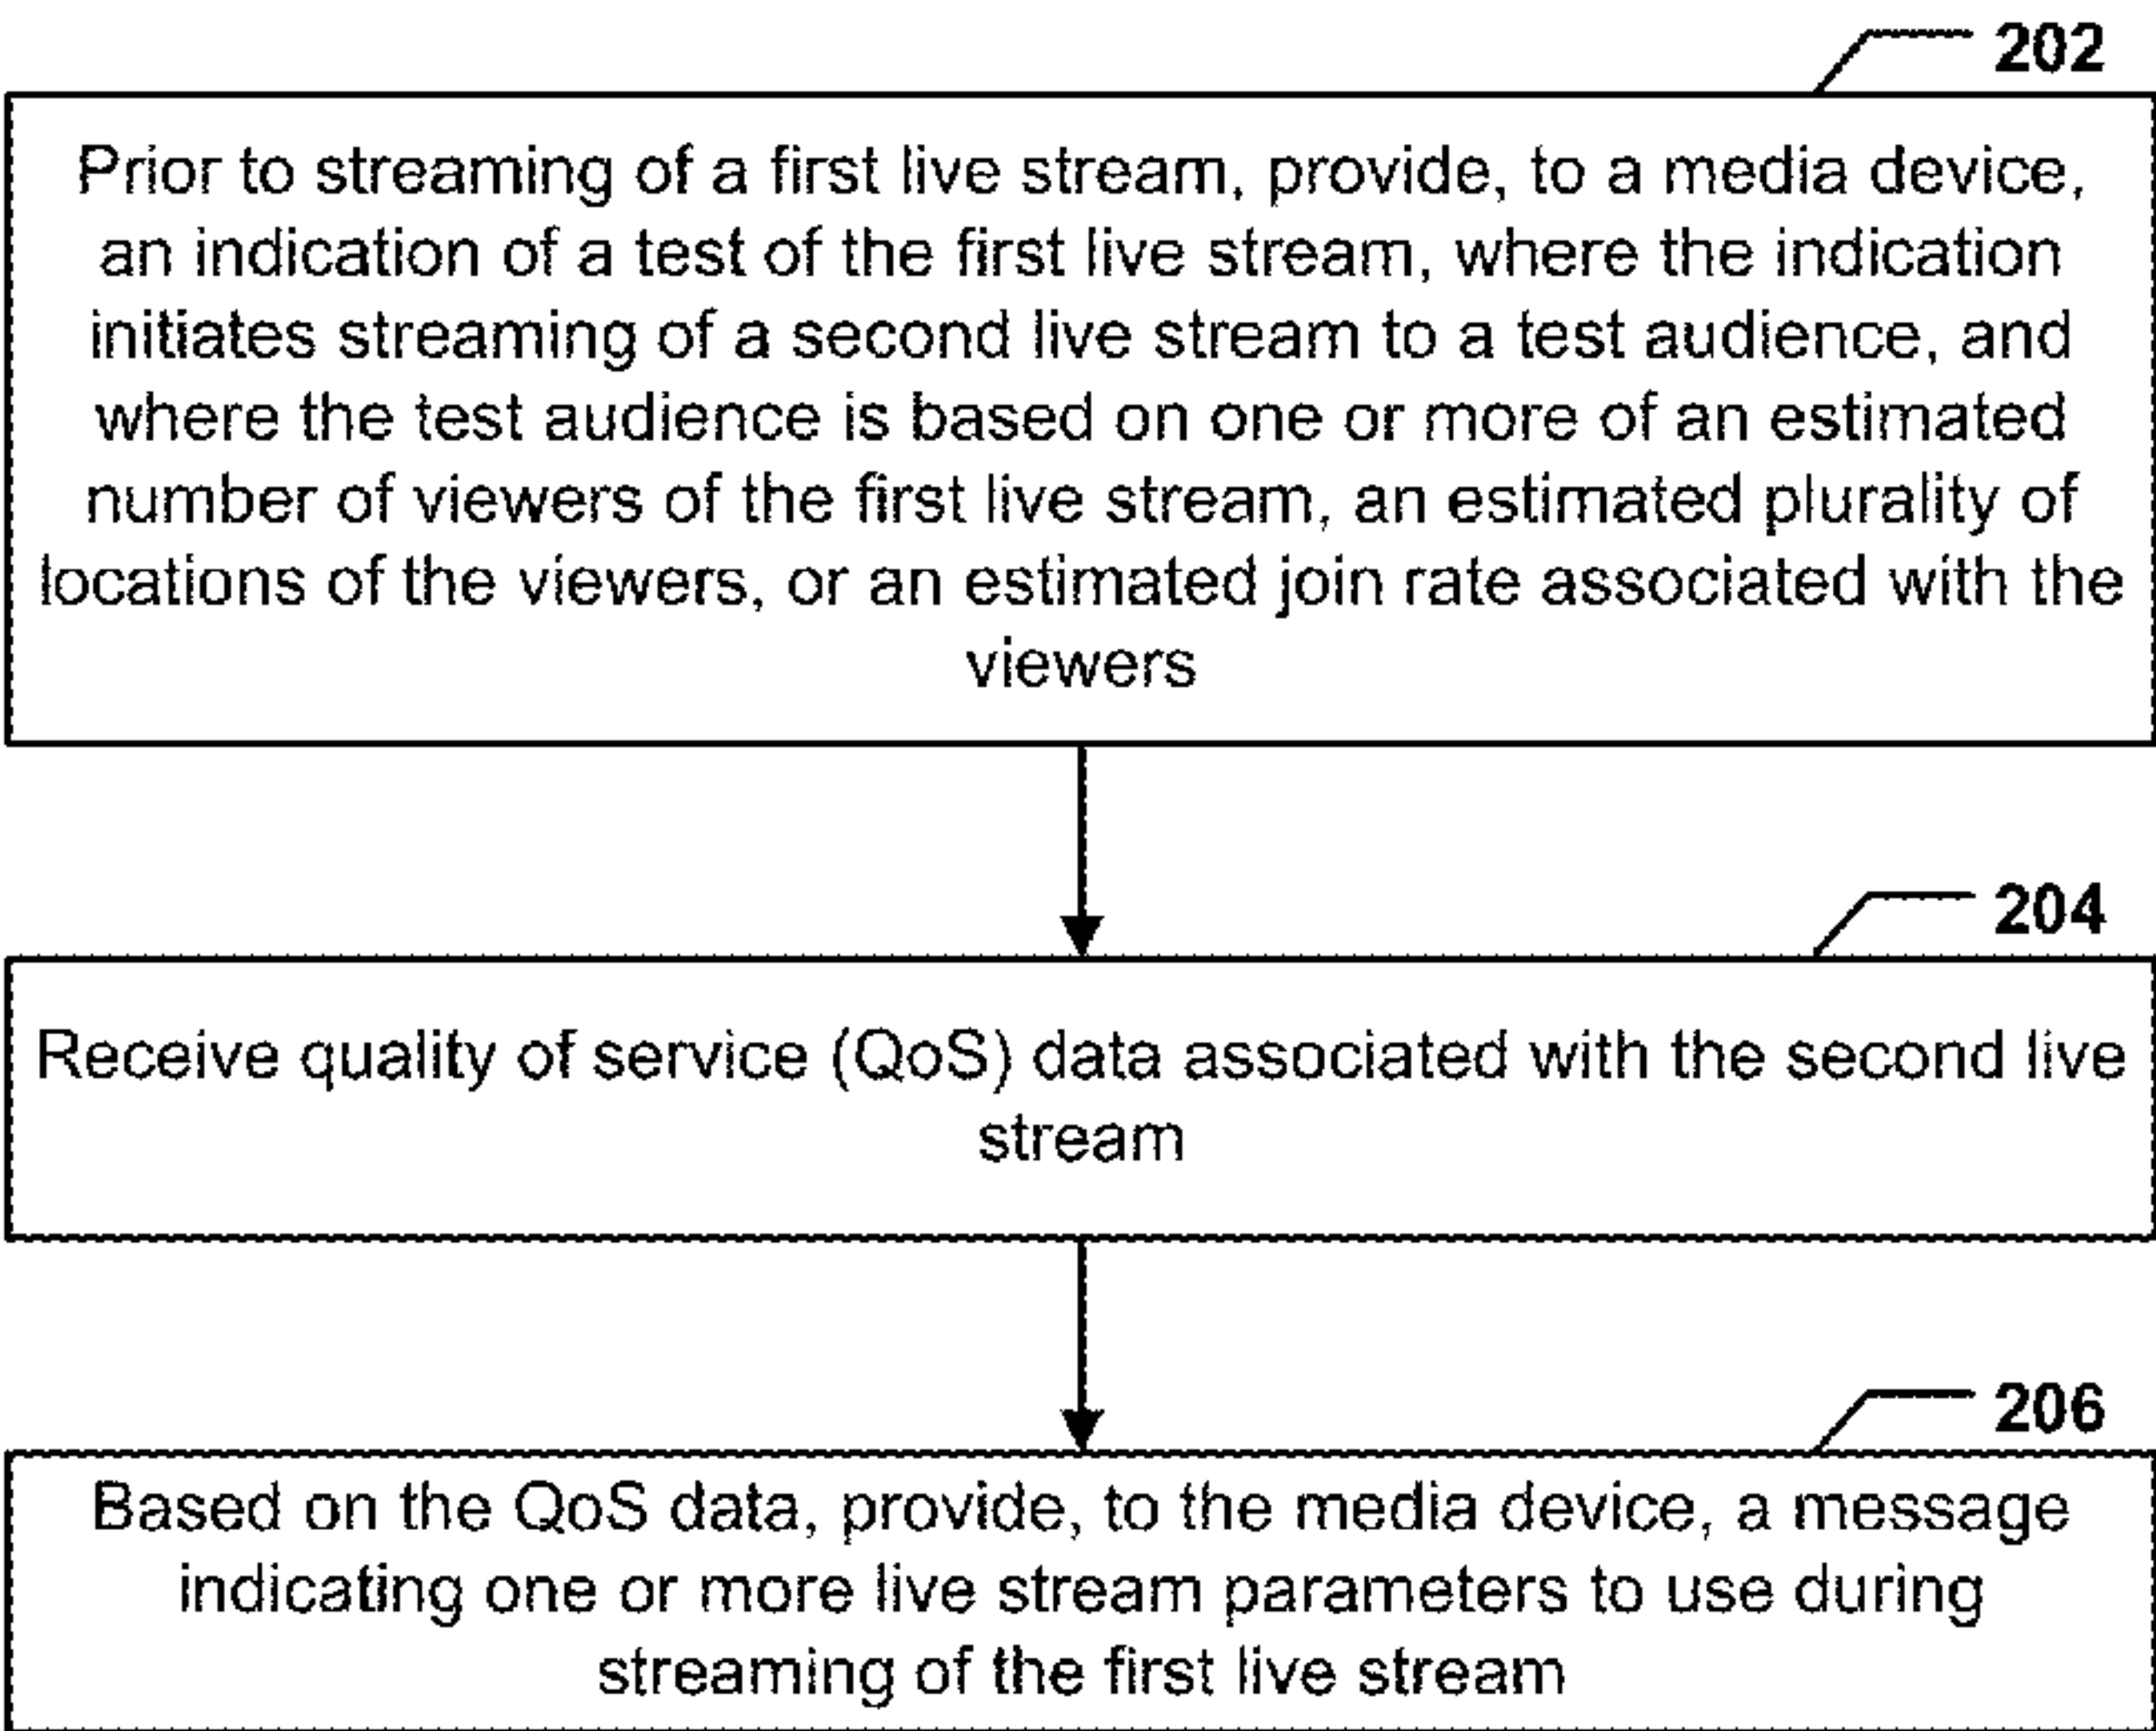 202
Prior to streaming of a first live stream, provide, to a media device,
an indication of a test of the first live stream, where the indication
initiates streaming of a second live stream to a test audience, and
where the test audience is based on one or more of an estimated
number of viewers of the first live stream, an estimated plurality of
locations of the viewers, or an estimated join rate associated with the
viewers
204
Receive quality of service (QoS) data associated with the second live
stream
206
Based on the QoS data, provide, to the media device, a message
indicating one or more live stream parameters to use during
streaming of the first live stream